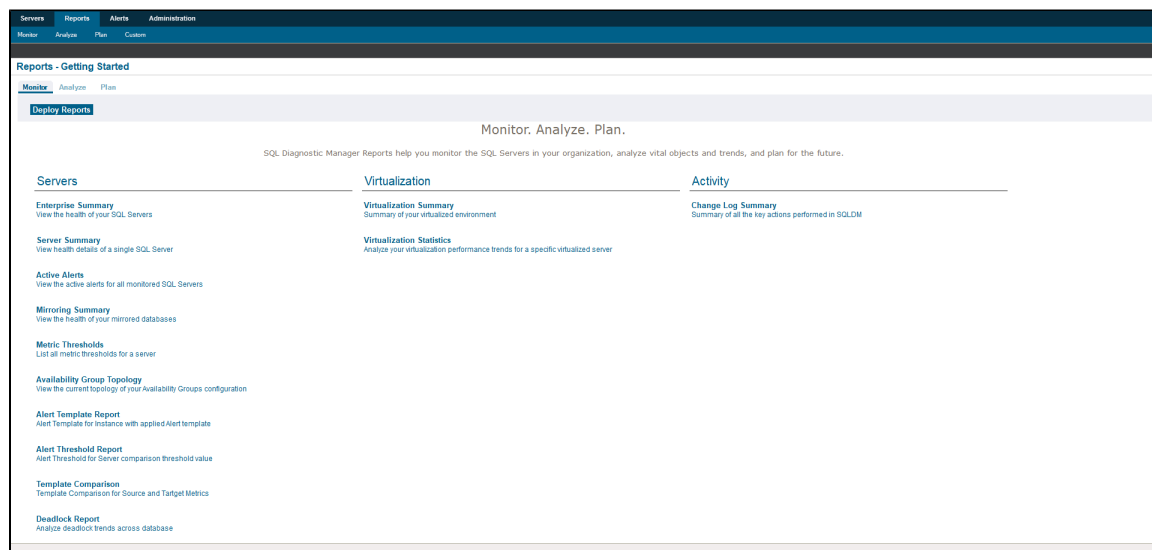 Servers Reports Alerts Administration
Monitor Analyze Plan Custom
Reports - Getting Started
Monitor Analyze Plan
Deploy Reports
Monitor. Analyze. Plan.
SQL Diagnostic Manager Reports help you monitor the SQL Servers in your organization, analyze vital objects and trends, and plan for the future.
Servers
Enterprise Summary
View the health of your SQL Servers
Server Summary
View health details of a single SQL Server
Active Alerts
View the active alerts for all monitored SQL Servers
Mirroring Summary
View the health of your mirrored databases
Metric Thresholds
List all metric thresholds for a server
Availability Group Topology
View the current topology of your Availability Groups configuration
Alert Template Report
Alert Template for Instance with applied Alert template
Alert Threshold Report
Alert Threshold for Server comparison threshold value
Template Comparison
Template Comparison for Source and Tartget Metrics
Deadlock Report
Analyze deadlock trends across database
Virtualization
Virtualization Summary
Summary of your virtualized environment
Virtualization Statistics
Analyze your virtualization performance trends for a specific virtualized server
Activity
Change Log Summary
Summary of all the key actions performed in SQLDM